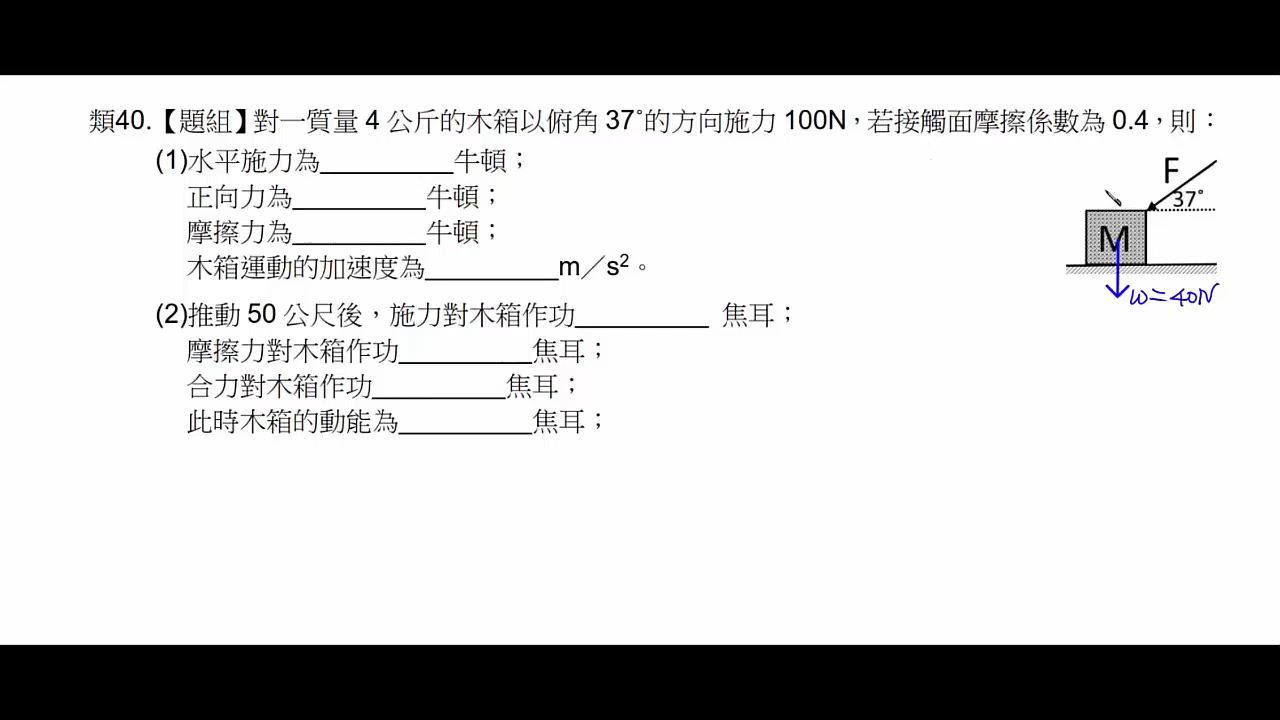 類40.【題組】對一質量 4 公斤的木箱以俯角 37˚的方向施力 100N，若接觸面摩擦係數為 0.4，則：
(1)水平施力為_________牛頓；
正向力為_________牛頓；
摩擦力為_________牛頓；
木箱運動的加速度為_________m／s²。
(2)推動 50 公尺後，施力對木箱作功_________ 焦耳；
摩擦力對木箱作功_________焦耳；
合力對木箱作功_________焦耳；
此時木箱的動能為_________焦耳；
F
37˚
M
W=40N